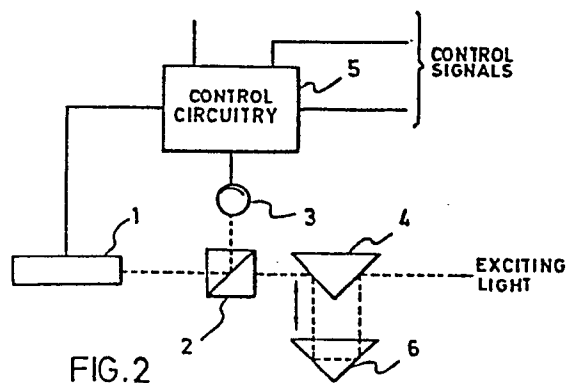 CONTROL
CIRCUITRY
5
CONTROL
SIGNALS
3
1
4
EXCITING
LIGHT
2
6
FIG.2